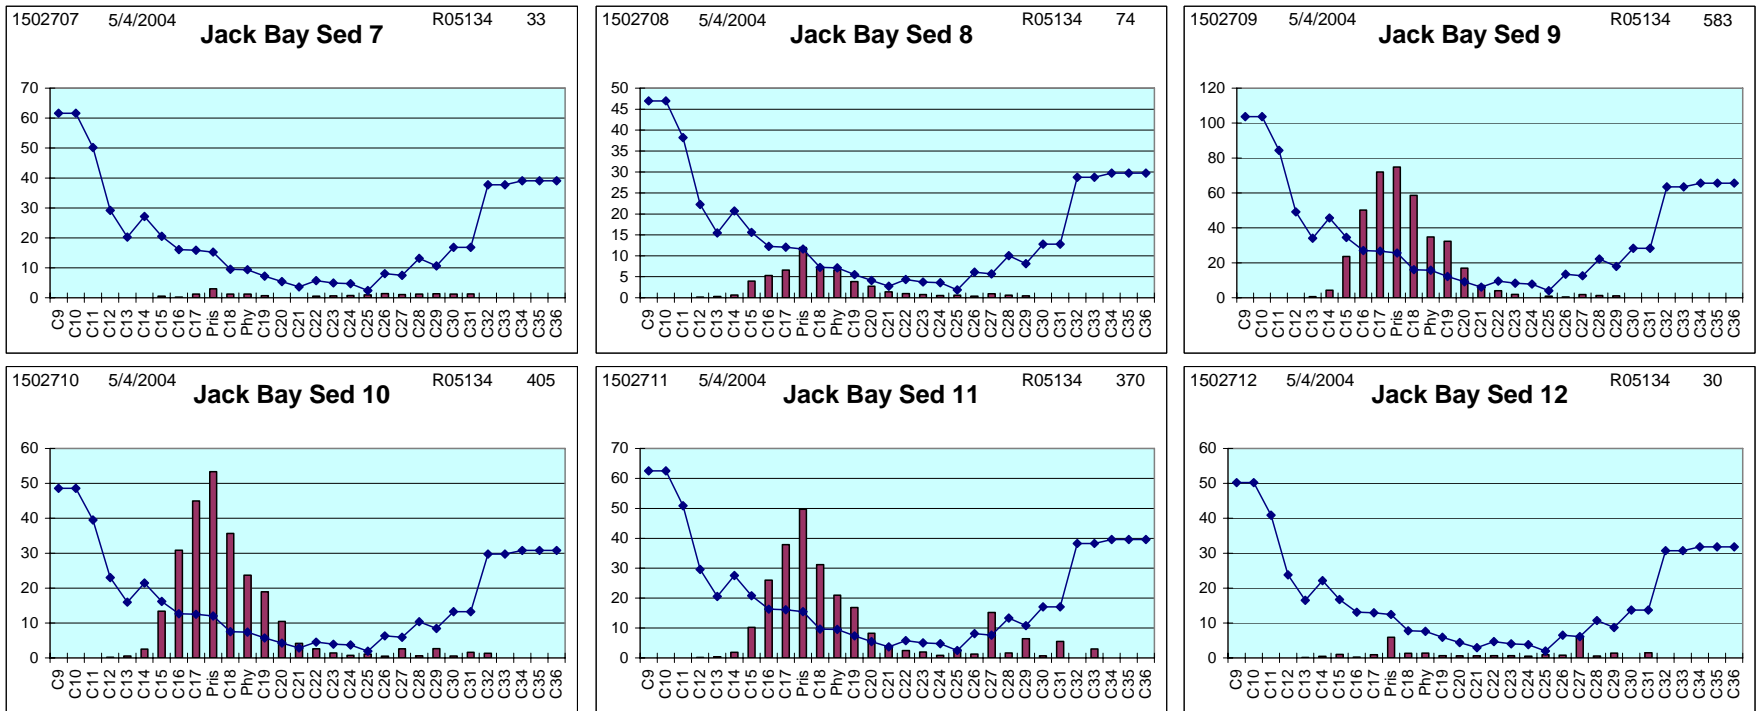 1502707 5/4/2004 R05134 33
Jack Bay Sed 7
70
60
50
40
30
20
10
0
C9 C10 C11 C12 C13 C14 C15 C16 C17 Pris C18 Phy C19 C20 C21 C22 C23 C24 C25 C26 C27 C28 C29 C30 C31 C32 C33 C34 C35 C36
1502708 5/4/2004 R05134 74
Jack Bay Sed 8
50
45
40
35
30
25
20
15
10
5
0
C9 C10 C11 C12 C13 C14 C15 C16 C17 Pris C18 Phy C19 C20 C21 C22 C23 C24 C25 C26 C27 C28 C29 C30 C31 C32 C33 C34 C35 C36
1502709 5/4/2004 R05134 583
Jack Bay Sed 9
120
100
80
60
40
20
0
C9 C10 C11 C12 C13 C14 C15 C16 C17 Pris C18 Phy C19 C20 C21 C22 C23 C24 C25 C26 C27 C28 C29 C30 C31 C32 C33 C34 C35 C36
1502710 5/4/2004 R05134 405
Jack Bay Sed 10
60
50
40
30
20
10
0
C9 C10 C11 C12 C13 C14 C15 C16 C17 Pris C18 Phy C19 C20 C21 C22 C23 C24 C25 C26 C27 C28 C29 C30 C31 C32 C33 C34 C35 C36
1502711 5/4/2004 R05134 370
Jack Bay Sed 11
70
60
50
40
30
20
10
0
C9 C10 C11 C12 C13 C14 C15 C16 C17 Pris C18 Phy C19 C20 C21 C22 C23 C24 C25 C26 C27 C28 C29 C30 C31 C32 C33 C34 C35 C36
1502712 5/4/2004 R05134 30
Jack Bay Sed 12
60
50
40
30
20
10
0
C9 C10 C11 C12 C13 C14 C15 C16 C17 Pris C18 Phy C19 C20 C21 C22 C23 C24 C25 C26 C27 C28 C29 C30 C31 C32 C33 C34 C35 C36